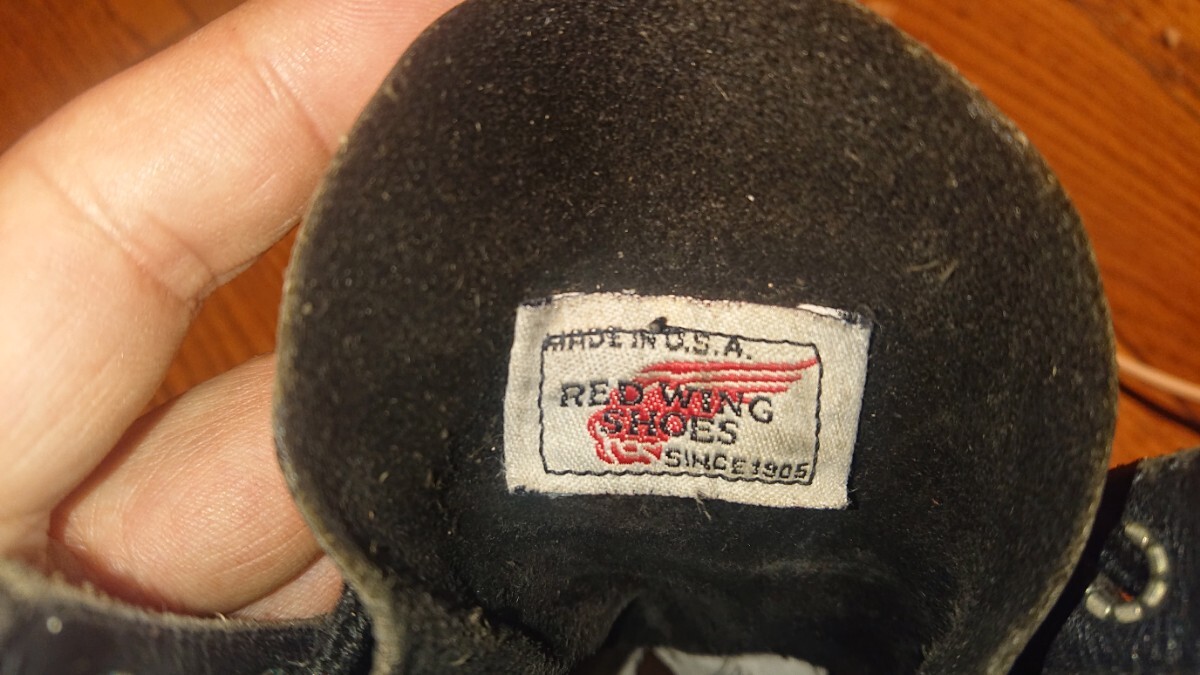 MADE IN U.S.A.
RED WING
SHOES
SINCE 1905